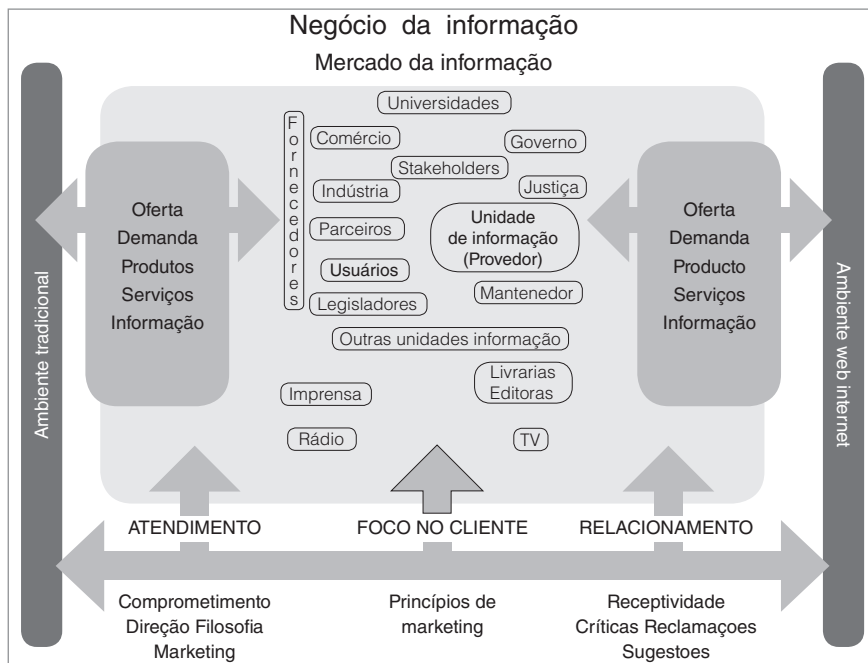 Negócio da informação
Mercado da informação
Universidades
Fornecedores
Comércio
Governo
Stakeholders
Indústria
Justiça
Parceiros
Unidade
de informação
(Provedor)
Usuários
Legisladores
Mantenedor
Outras unidades informação
Livrarias
Editoras
Imprensa
Rádio
TV
Ambiente tradicional
Oferta
Demanda
Produtos
Serviços
Informação
Oferta
Demanda
Producto
Serviços
Informação
Ambiente web internet
ATENDIMENTO
FOCO NO CLIENTE
RELACIONAMENTO
Comprometimento
Direção Filosofia
Marketing
Princípios de
marketing
Receptividade
Críticas Reclamaçoes
Sugestoes